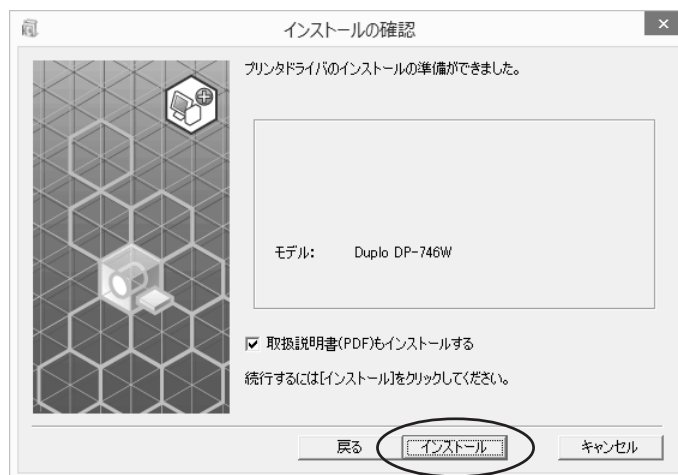 インストールの確認
プリンタドライバのインストールの準備ができました。
モデル: Duplo DP-746W
取扱説明書(PDF)もインストールする
続行するには[インストール]をクリックしてください。
戻る インストール キャンセル